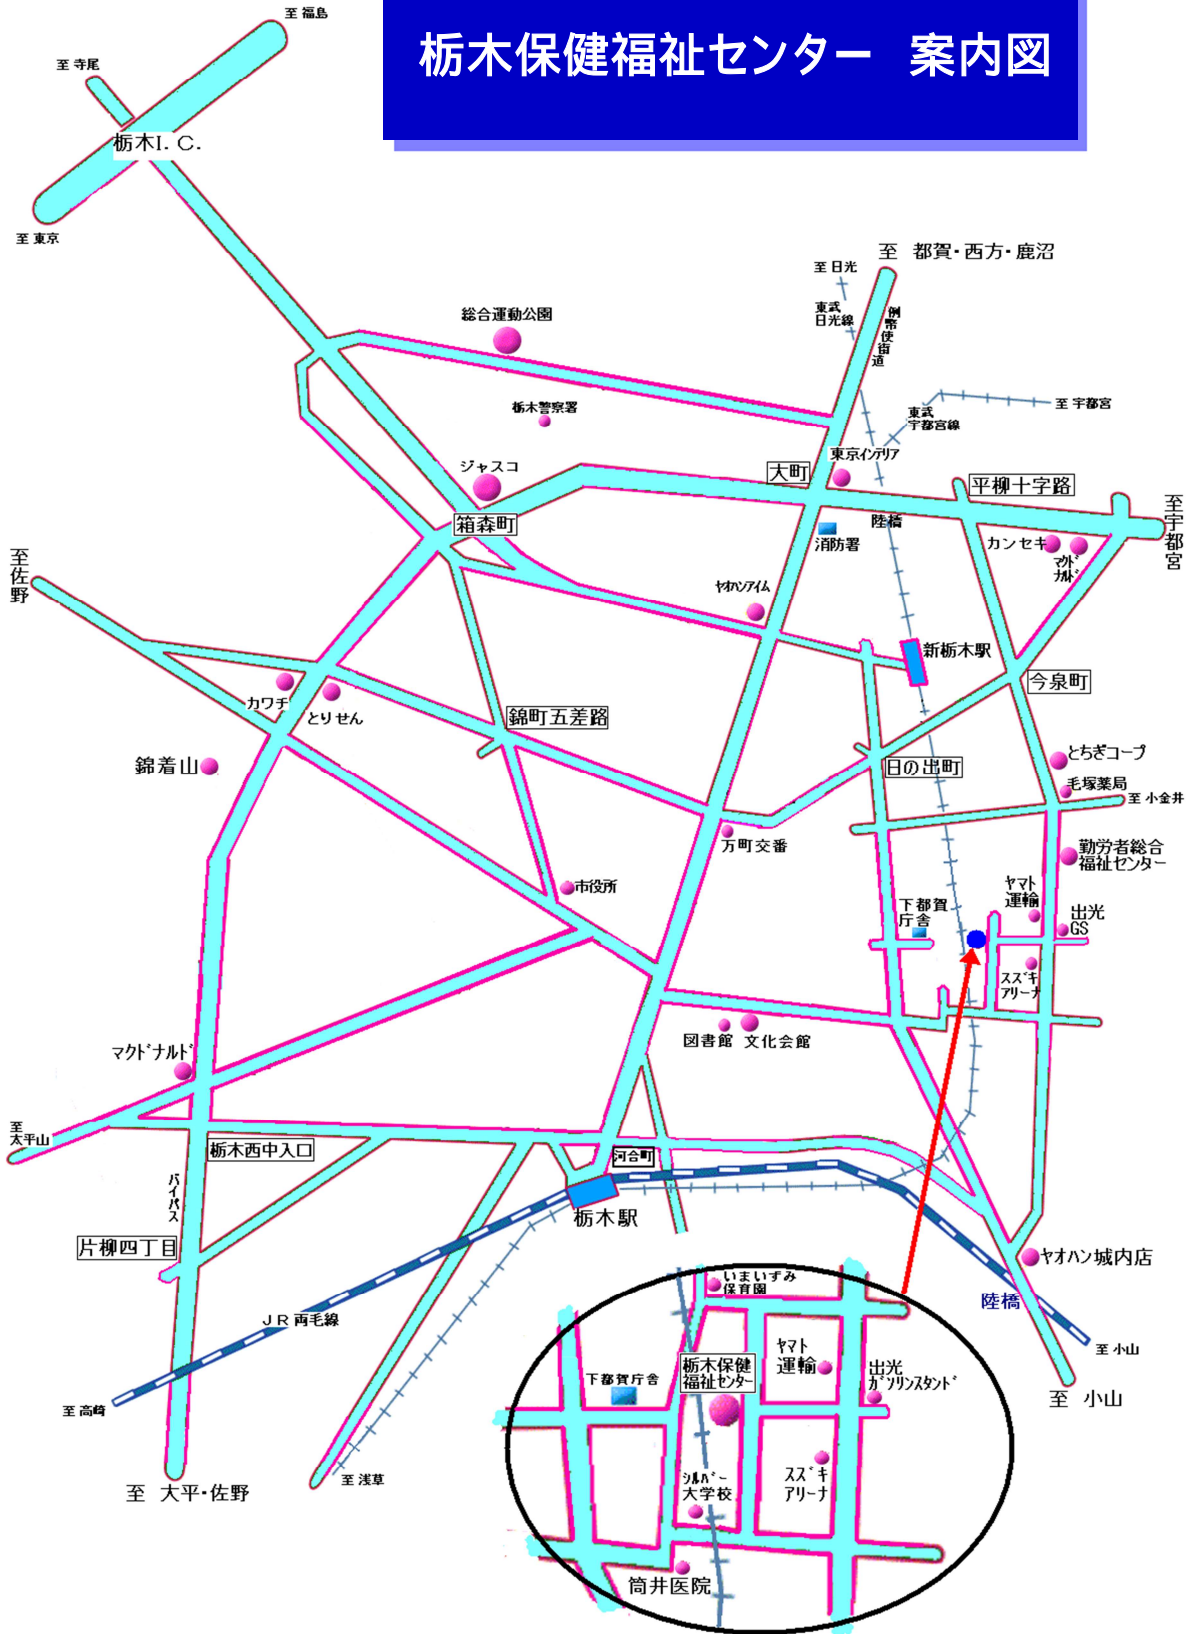 栃木保健福祉センター　案内図
至 福島
至 寺尾
栃木I. C.
至 東京
至　都賀・西方・鹿沼
至 日光
東武
日光線
例幣使街道
総合運動公園
栃木警察署
東武
宇都宮線
至 宇都宮
東京インテリア
大町
平柳十字路
ジャスコ
箱森町
陸橋
消防署
カンセキ
マクド
ナルド
至宇都宮
至佐野
ヤオハンアイム
新栃木駅
今泉町
カワチ
とりせん
錦町五差路
錦着山
日の出町
とちぎコープ
毛塚薬局
至 小金井
万町交番
勤労者総合
福祉センター
市役所
ヤマト
運輸
下都賀
庁舎
出光
GS
スズキ
アリーナ
図書館
文化会館
マクドナルド
至
太平山
栃木西中入口
河合町
バイパス
栃木駅
片柳四丁目
ヤオハン城内店
陸橋
JR両毛線
至 小山
至 高崎
至　小山
至 浅草
至　大平・佐野
いまいずみ
保育園
栃木保健
福祉センター
ヤマト
運輸
出光
ガソリンスタンド
下都賀庁舎
シルバー
大学校
スズキ
アリーナ
筒井医院